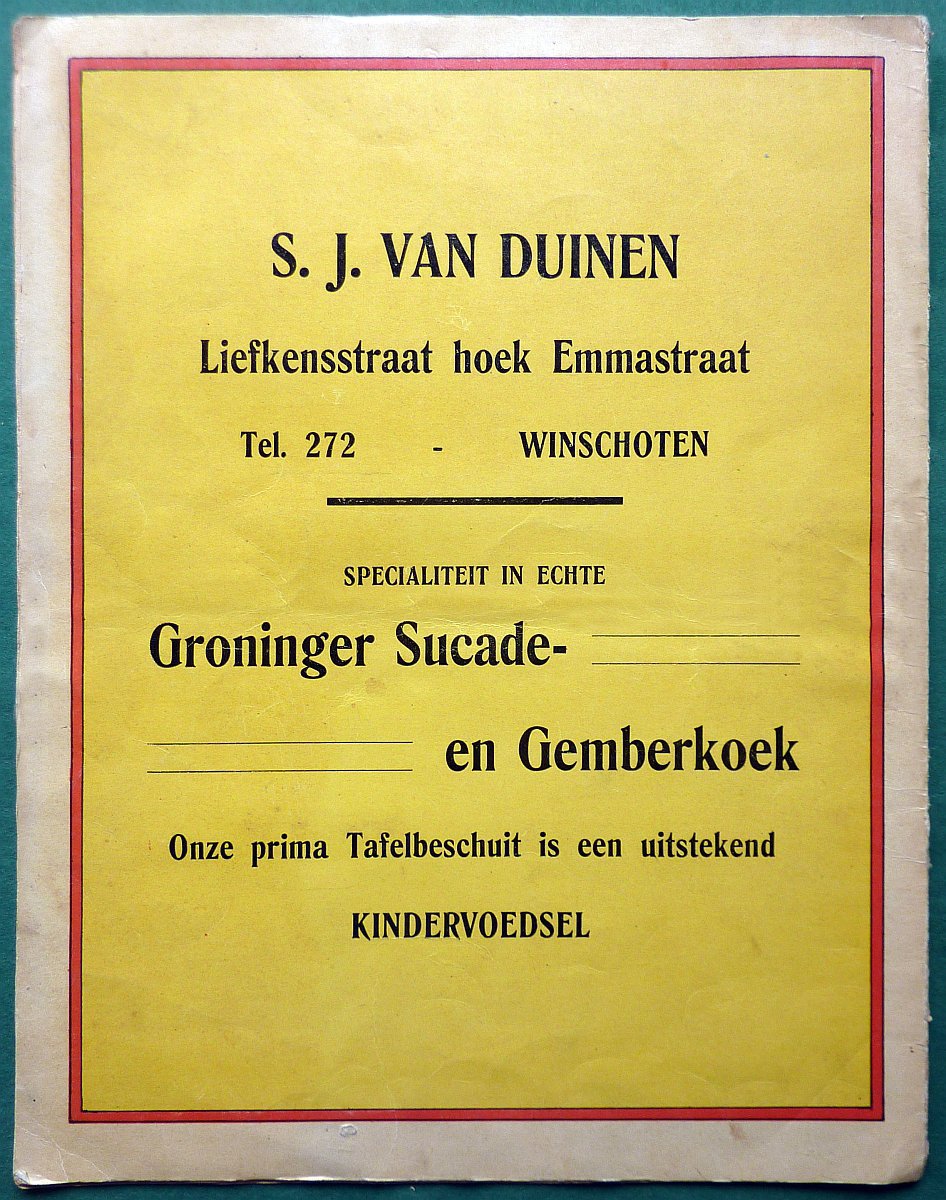 S. J. VAN DUINEN
Liefkensstraat hoek Emmastraat
Tel. 272 - WINSCHOTEN
SPECIALITEIT IN ECHTE
Groninger Sucade-
en Gemberkoek
Onze prima Tafelbeschuit is een uitstekend
KINDERVOEDSEL